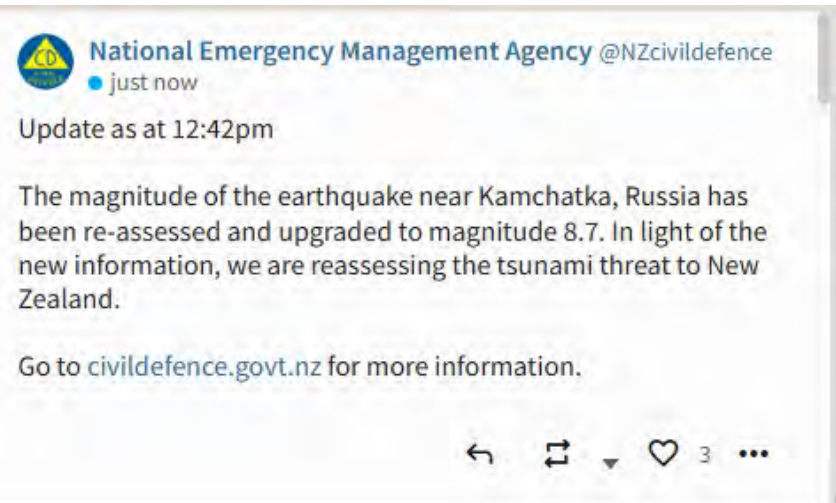 CD
National Emergency Management Agency @NZcivildefence
just now
Update as at 12:42pm
The magnitude of the earthquake near Kamchatka, Russia has
been re-assessed and upgraded to magnitude 8.7. In light of the
new information, we are reassessing the tsunami threat to New
Zealand.
Go to civildefence.govt.nz for more information.
3